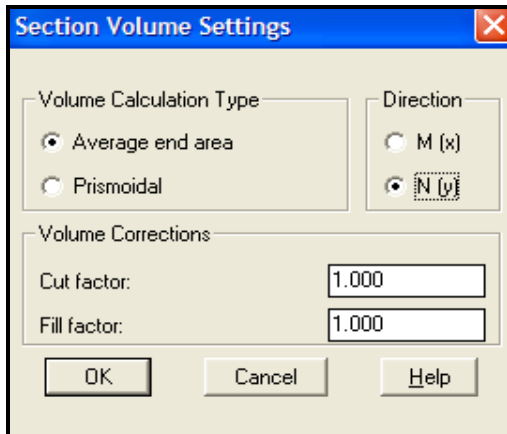 Section Volume Settings
Volume Calculation Type
Average end area
Prismoidal
Direction
M (x)
N (y)
Volume Corrections
Cut factor: 1.000
Fill factor: 1.000
OK Cancel Help